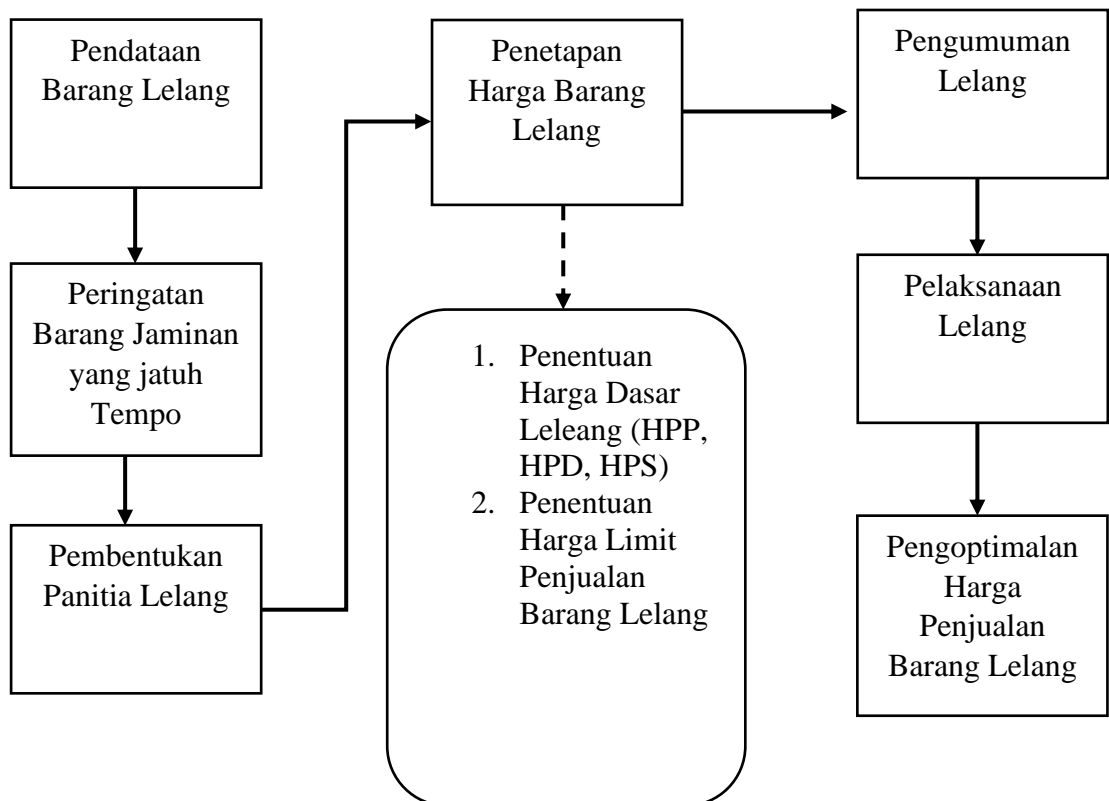 Pendataan
Barang Lelang
Peringatan
Barang Jaminan
yang jatuh
Tempo
Pembentukan
Panitia Lelang
Penetapan
Harga Barang
Lelang
1. Penentuan
Harga Dasar
Leleang (HPP,
HPD, HPS)
2. Penentuan
Harga Limit
Penjualan
Barang Lelang
Pengumuman
Lelang
Pelaksanaan
Lelang
Pengoptimalan
Harga
Penjualan
Barang Lelang